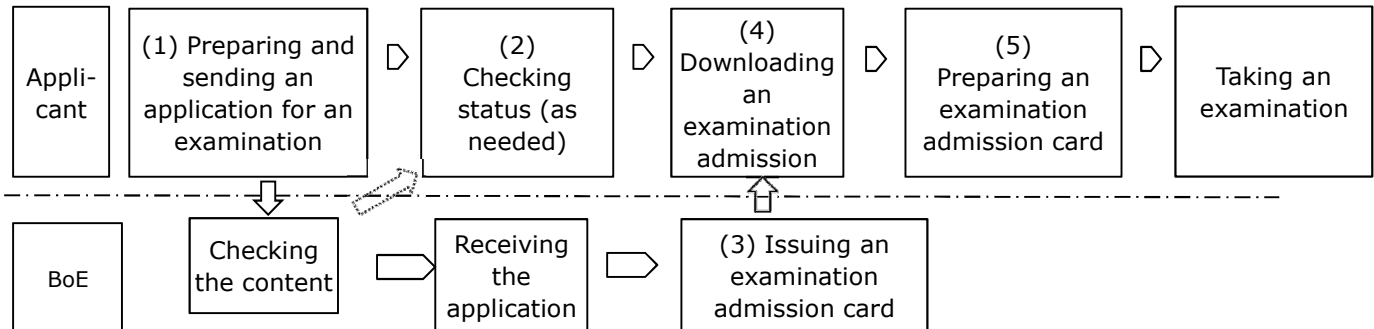 Appli-
cant
(1) Preparing and
sending an
application for an
examination
(2)
Checking
status (as
needed)
(4)
Downloading
an
examination
admission
(5)
Preparing an
examination
admission card
Taking an
examination
BoE
Checking
the content
Receiving
the
application
(3) Issuing an
examination
admission card